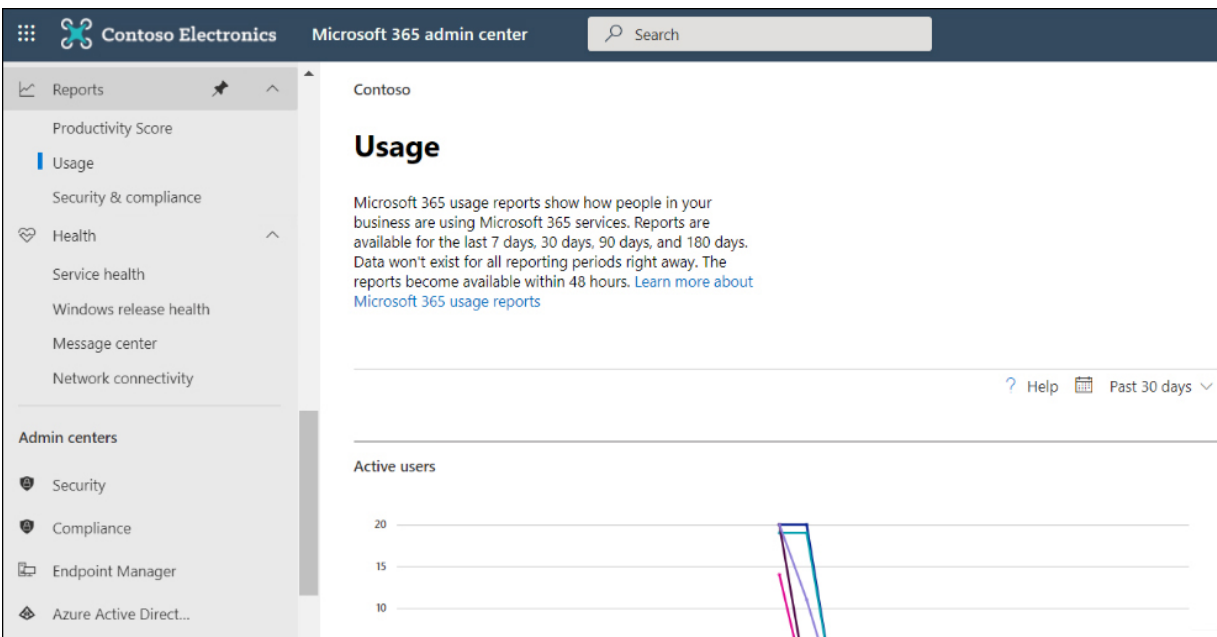 Contoso Electronics
Microsoft 365 admin center
Search
Reports
Productivity Score
Usage
Security & compliance
Health
Service health
Windows release health
Message center
Network connectivity
Admin centers
Security
Compliance
Endpoint Manager
Azure Active Direct...
Contoso
Usage
Microsoft 365 usage reports show how people in your
business are using Microsoft 365 services. Reports are
available for the last 7 days, 30 days, 90 days, and 180 days.
Data won't exist for all reporting periods right away. The
reports become available within 48 hours. Learn more about
Microsoft 365 usage reports
? Help
Past 30 days
Active users
20
15
10